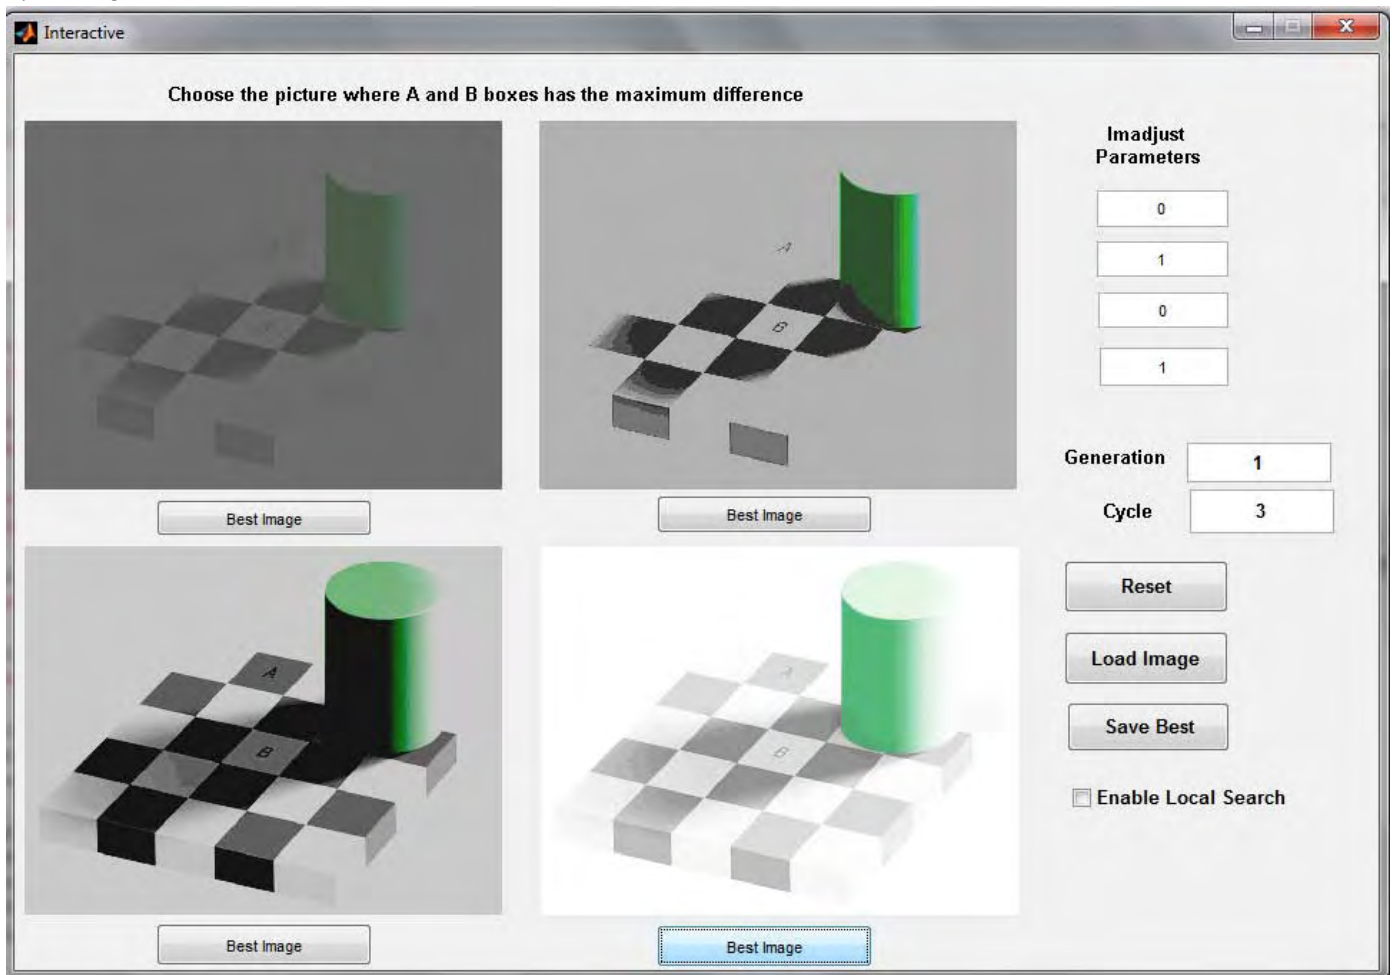 Interactive
Choose the picture where A and B boxes has the maximum difference
Imadjust
Parameters
0
1
0
1
A
B
Best Image
Best Image
Generation 1
Cycle 3
A
B
A
B
Reset
Load Image
Save Best
Enable Local Search
Best Image
Best Image